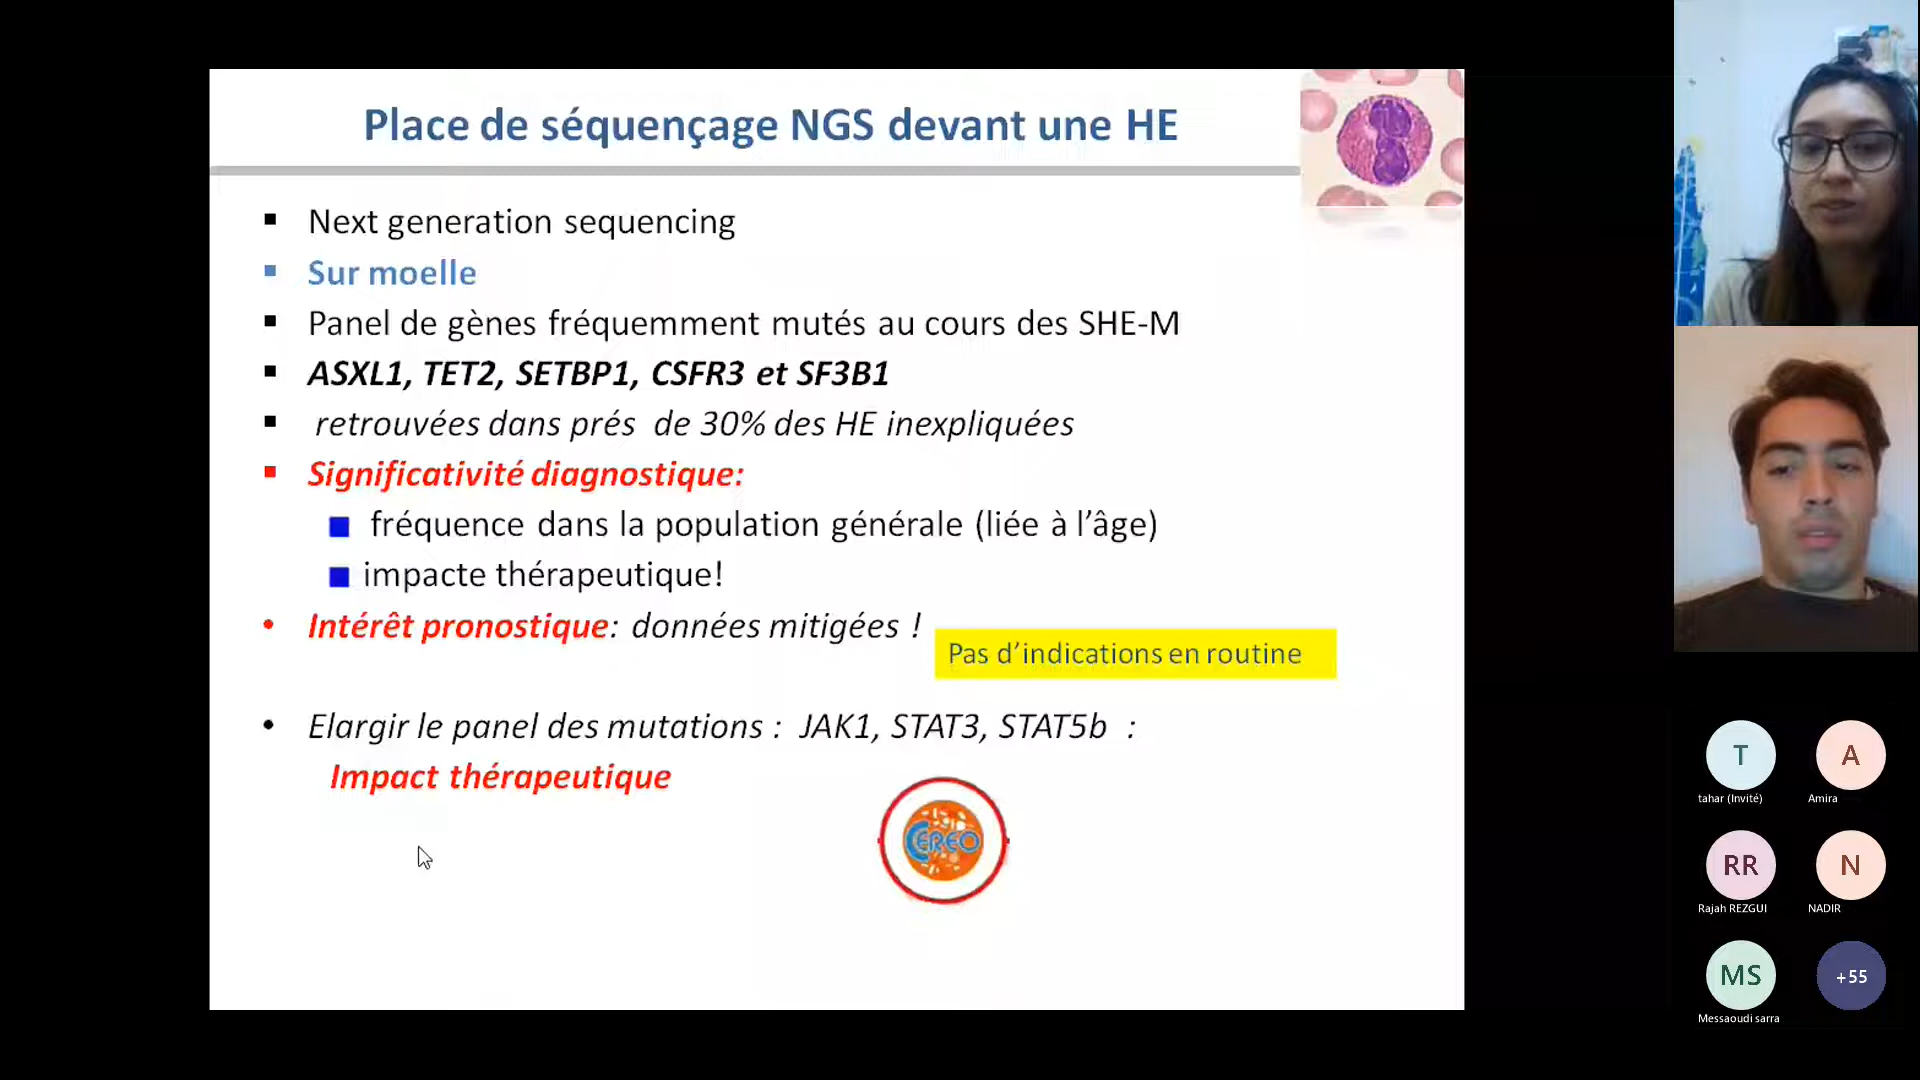 Place de séquençage NGS devant une HE
Next generation sequencing
Sur moelle
Panel de gènes fréquemment mutés au cours des SHE-M
ASXL1, TET2, SETBP1, CSFR3 et SF3B1
retrouvées dans prés de 30% des HE inexpliquées
Significativité diagnostique:
fréquence dans la population générale (liée à l’âge)
impacte thérapeutique!
Intérêt pronostique: données mitigées !
Pas d’indications en routine
Elargir le panel des mutations : JAK1, STAT3, STAT5b :
Impact thérapeutique
CEREO
T
A
tahar (Invité)
Amira
RR
N
Rajah REZGUI
NADIR
MS
+55
Messaoudi sarra